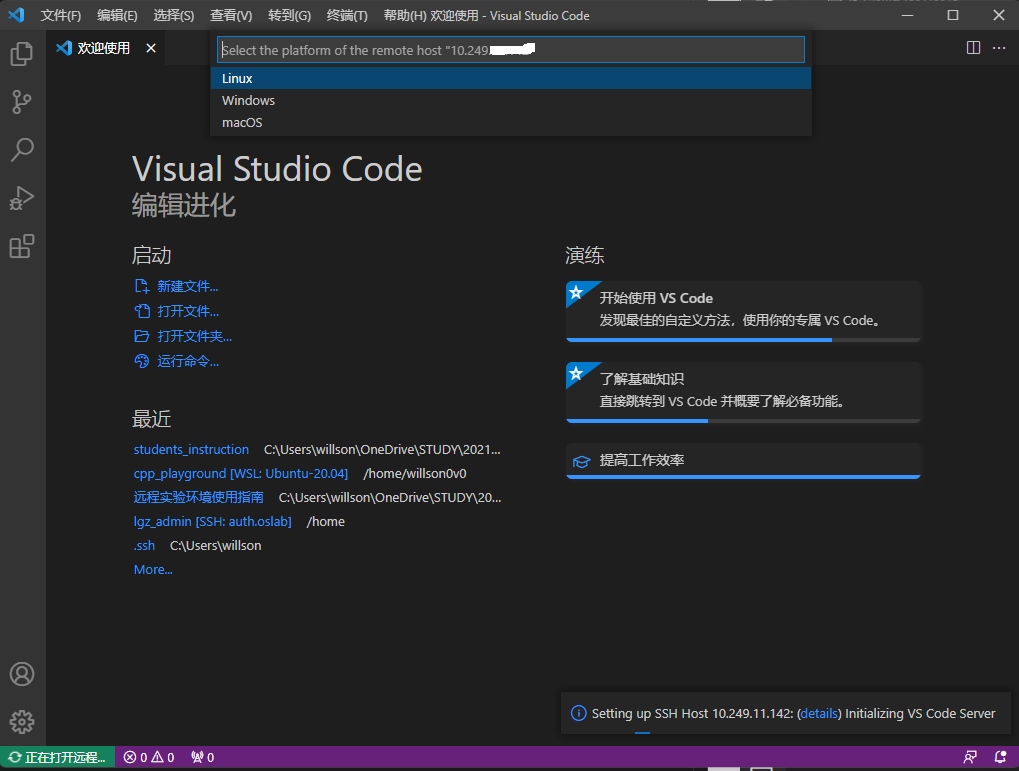 文件(F) 编辑(E) 选择(S) 查看(V) 转到(G) 终端(T) 帮助(H) 欢迎使用 - Visual Studio Code
欢迎使用
Select the platform of the remote host "10.249.
Linux
Windows
macOS
Visual Studio Code
编辑进化
启动
新建文件...
打开文件...
打开文件夹...
运行命令...
最近
students_instruction C:\Users\willson\OneDrive\STUDY\2021...
cpp_playground [WSL: Ubuntu-20.04] /home/willson0v0
远程实验环境使用指南 C:\Users\willson\OneDrive\STUDY\20...
lgz_admin [SSH: auth.oslab] /home
.ssh C:\Users\willson
More...
演练
开始使用 VS Code
发现最佳的自定义方法，使用你的专属 VS Code。
了解基础知识
直接跳转到 VS Code 并概要了解必备功能。
提高工作效率
Setting up SSH Host 10.249.11.142: (details) Initializing VS Code Server
正在打开远程... 0 0 0